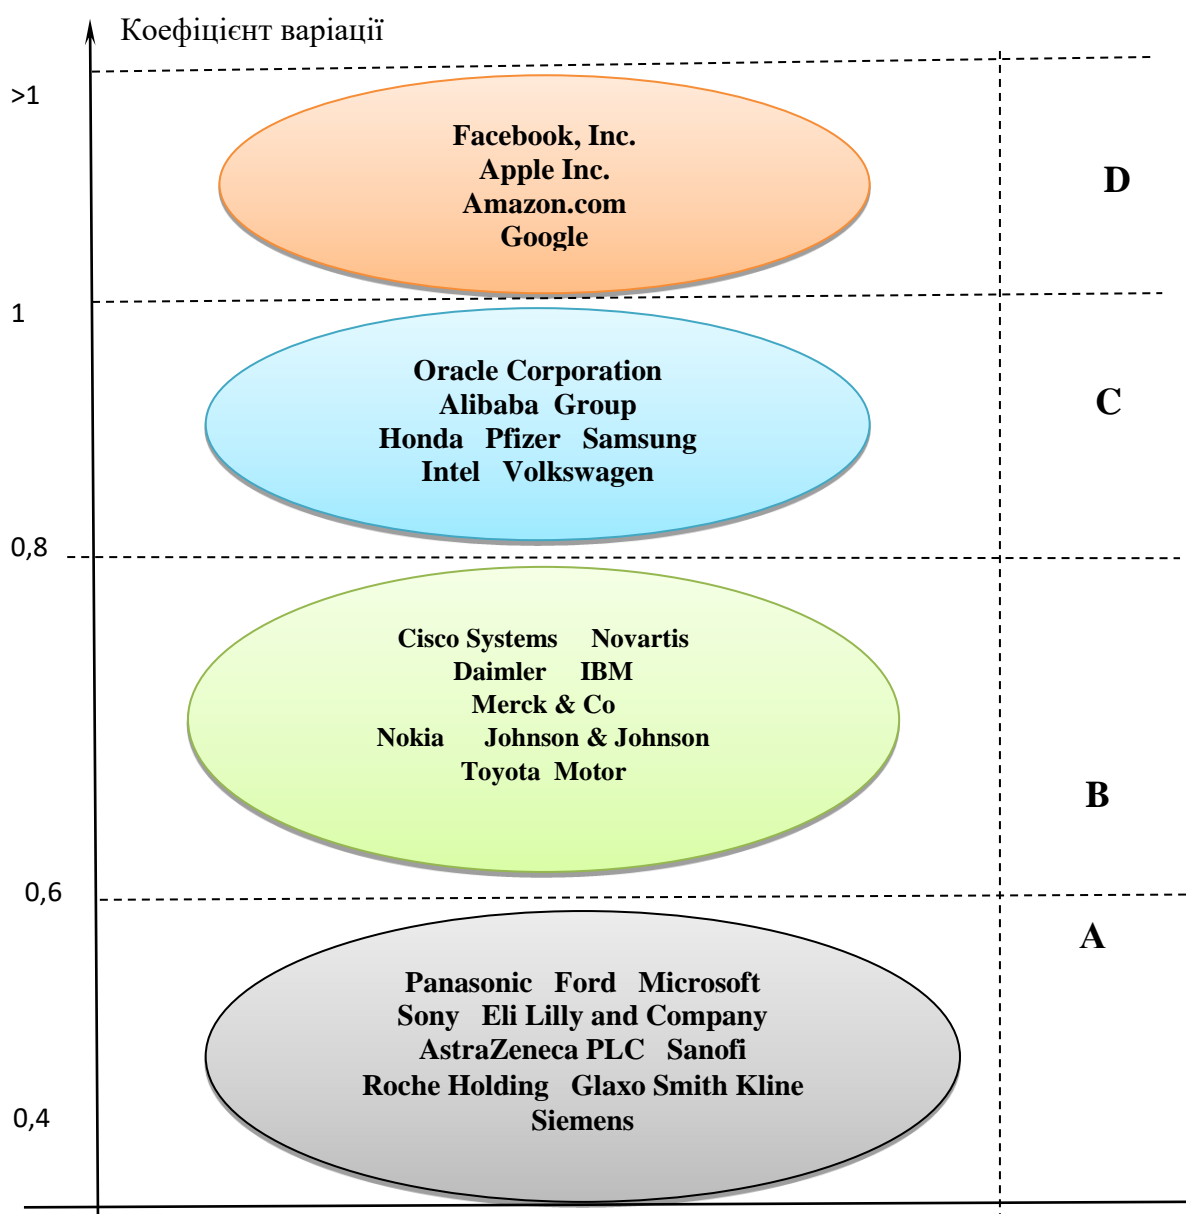 Коефіцієнт варіації
>1
Facebook, Inc.
Apple Inc.
Amazon.com
Google
D
1
Oracle Corporation
Alibaba Group
Honda Pfizer Samsung
Intel Volkswagen
C
0,8
Cisco Systems Novartis
Daimler IBM
Merck & Co
Nokia Johnson & Johnson
Toyota Motor
B
0,6
A
Panasonic Ford Microsoft
Sony Eli Lilly and Company
AstraZeneca PLC Sanofi
Roche Holding Glaxo Smith Kline
Siemens
0,4